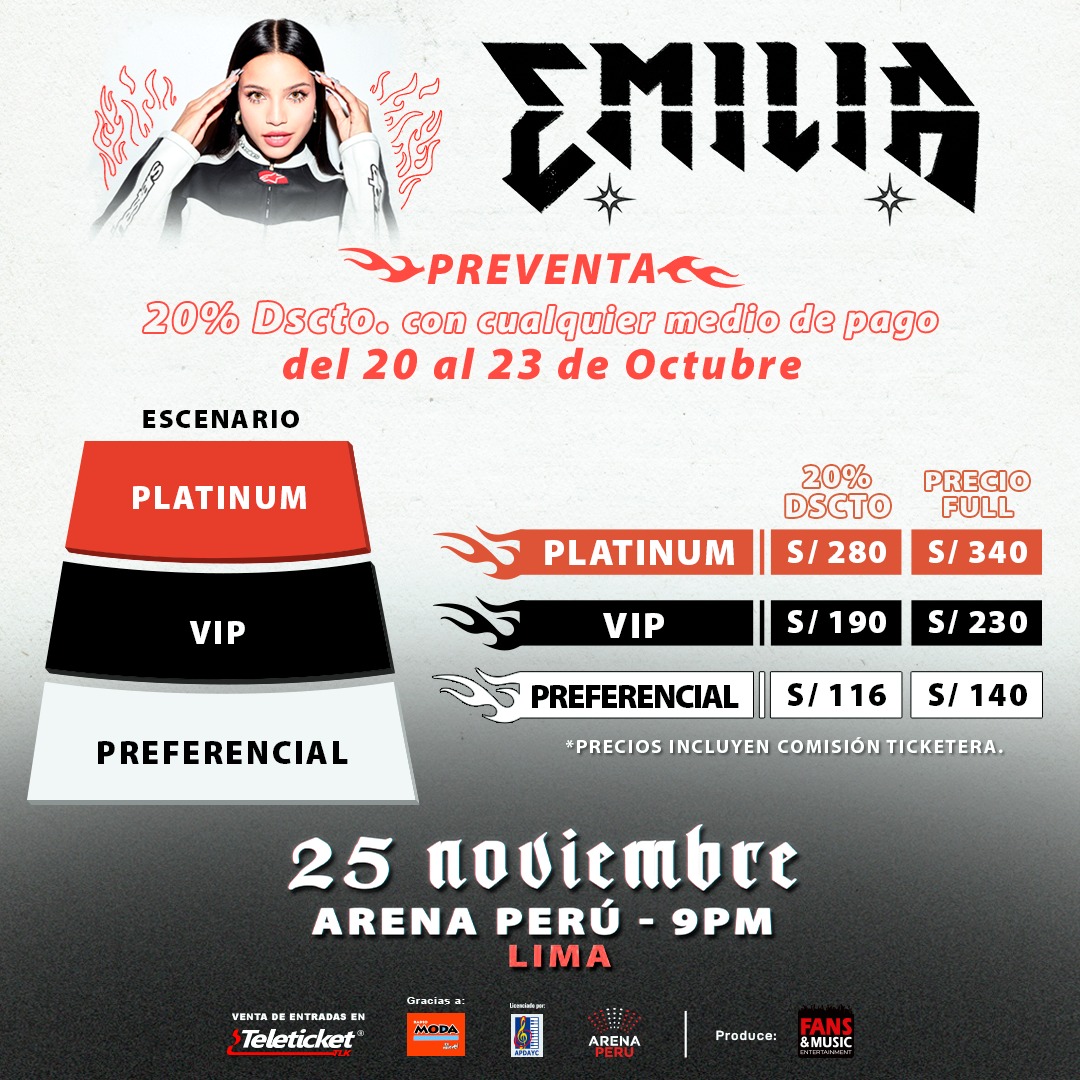 EMILIA
PREVENTA
20% Dscto. con cualquier medio de pago
del 20 al 23 de Octubre
ESCENARIO
PLATINUM
VIP
PREFERENCIAL
20% DSCTO
PRECIO FULL
PLATINUM S/ 280 S/ 340
VIP S/ 190 S/ 230
PREFERENCIAL S/ 116 S/ 140
*PRECIOS INCLUYEN COMISIÓN TICKETERA.
25 noviembre
ARENA PERÚ - 9PM
LIMA
VENTA DE ENTRADAS EN
Teleticket®
TLK
Gracias a:
RADIO
MODA
Licenciado por:
APDAYC
ARENA
PERU
Produce:
FANS
& MUSIC
ENTERTAINMENT